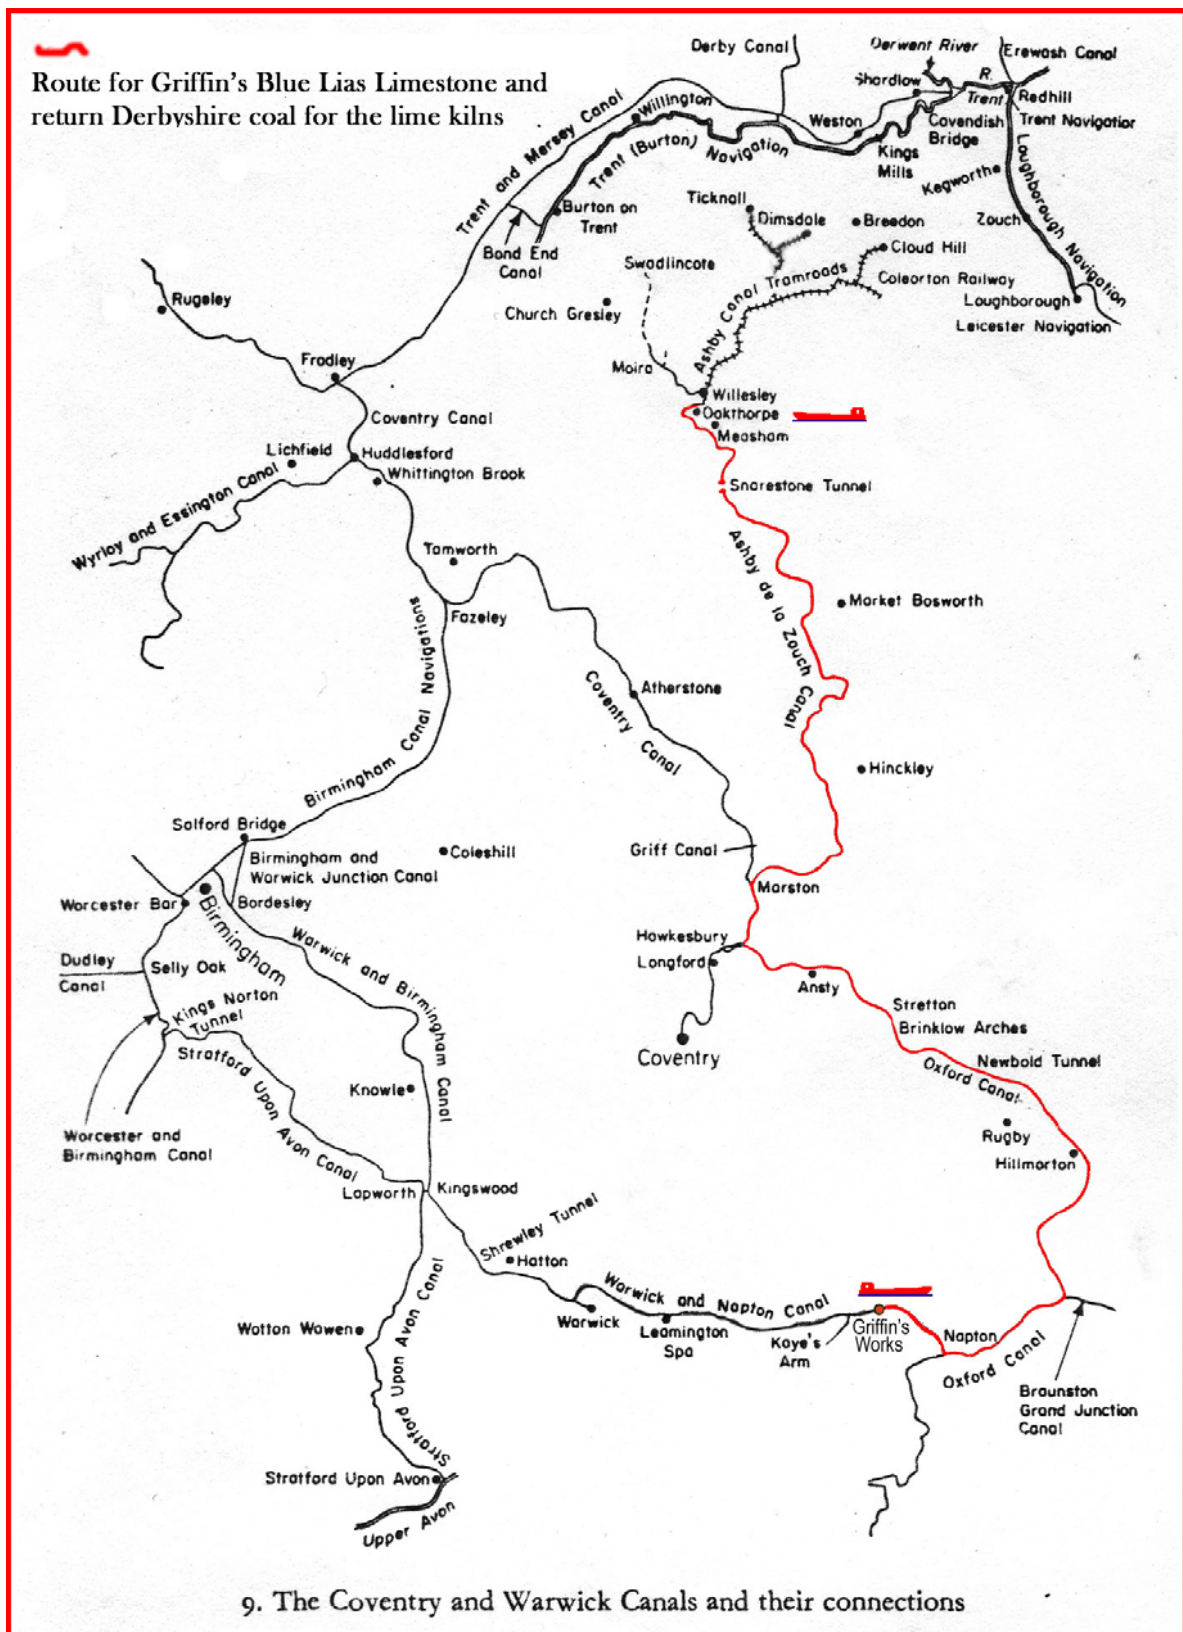 Route for Griffin's Blue Lias Limestone and
return Derbyshire coal for the lime kilns
Derby Canal
Derwent River
Erewash Canal
Shardlow
R.
Trent
Redhill
Trent Navigation
Trent and Mersey Canal
Willington
Weston
Cavendish
Bridge
Trent (Burton) Navigation
Kings
Mills
Kegworth
Loughborough Navigation
Burton on
Trent
Ticknall
Dimsdale
Breedon
Zouch
Bond End
Canal
Cloud Hill
Swadlincote
Ashby Canal Tramroads
Coleorton Railway
Rugeley
Church Gresley
Loughborough
Leicester Navigation
Fradley
Moira
Willesley
Oakthorpe
Measham
Coventry Canal
Lichfield
Huddlesford
Whittington Brook
Snarestone Tunnel
Wyrley and Essington Canal
Tamworth
Ashby de la Zouch Canal
Market Bosworth
Fazeley
Birmingham Canal Navigations
Atherstone
Coventry Canal
Hinckley
Salford Bridge
Griff Canal
Coleshill
Birmingham and
Warwick Junction Canal
Marston
Worcester Bar
Bordesley
Birmingham
Warwick and Birmingham Canal
Hawkesbury
Longford
Dudley
Canal
Selly Oak
Ansty
Kings Norton
Tunnel
Stretton
Brinklow Arches
Coventry
Newbold Tunnel
Oxford Canal
Stratford Upon Avon Canal
Knowle
Rugby
Worcester and
Birmingham Canal
Hillmorton
Lapworth
Kingswood
Shrewley Tunnel
Hatton
Warwick and Napton Canal
Stratford Upon Avon Canal
Wotton Wawen
Warwick
Leamington
Spa
Kaye's
Arm
Griffin's
Works
Napton
Oxford Canal
Braunston
Grand Junction
Canal
Stratford Upon Avon
Upper Avon
9. The Coventry and Warwick Canals and their connections